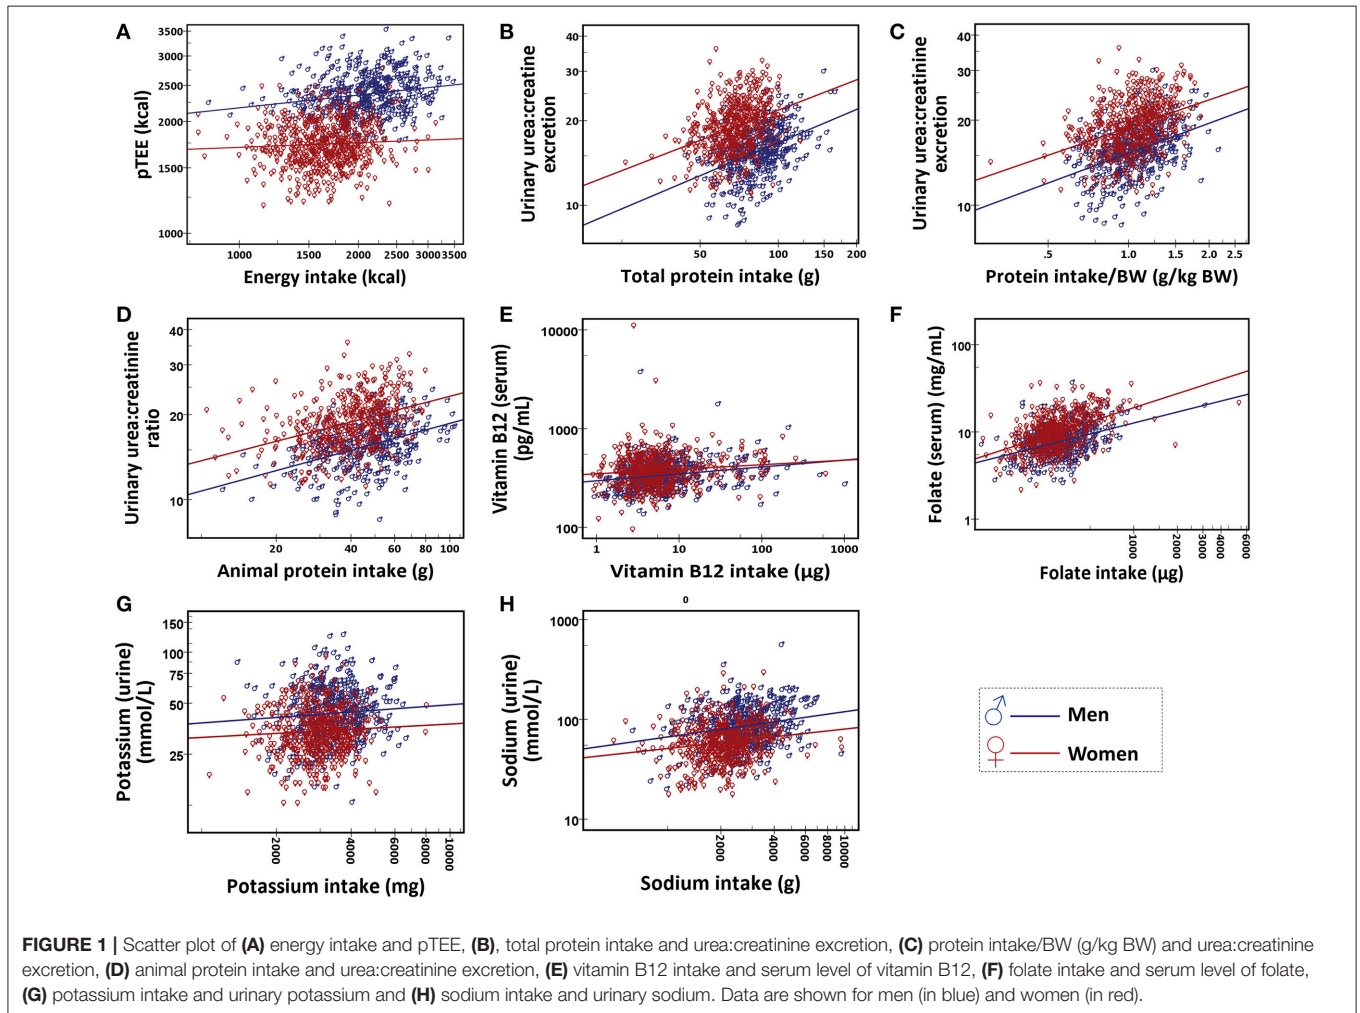 A
pTEE (kcal)
3500
3000
2500
2000
1500
1000
1000 1500 2000 2500 3000 3500
Energy intake (kcal)
B
Urinary urea:creatine
excretion
40
30
20
10
50 100 150 200
Total protein intake (g)
C
Urinary urea:creatinine
excretion
40
30
20
10
.5 1.0 1.5 2.0 2.5
Protein intake/BW (g/kg BW)
D
Urinary urea:creatinine
ratio
40
30
20
10
20 40 60 80 100
Animal protein intake (g)
E
Vitamin B12 (serum)
(pg/mL)
10000
1000
100
1 10 100 1000
Vitamin B12 intake (µg)
F
Folate (serum) (mg/mL)
100
10
1
1000 2000 3000 4000 6000
Folate intake (µg)
G
Potassium (urine)
(mmol/L)
150
100
75
50
25
2000 4000 6000 8000 10000
Potassium intake (mg)
H
0
Sodium (urine)
(mmol/L)
1000
100
10
2000 4000 6000 8000 10000
Sodium intake (g)
Men
Women
FIGURE 1 | Scatter plot of (A) energy intake and pTEE, (B), total protein intake and urea:creatinine excretion, (C) protein intake/BW (g/kg BW) and urea:creatinine
excretion, (D) animal protein intake and urea:creatinine excretion, (E) vitamin B12 intake and serum level of vitamin B12, (F) folate intake and serum level of folate,
(G) potassium intake and urinary potassium and (H) sodium intake and urinary sodium. Data are shown for men (in blue) and women (in red).